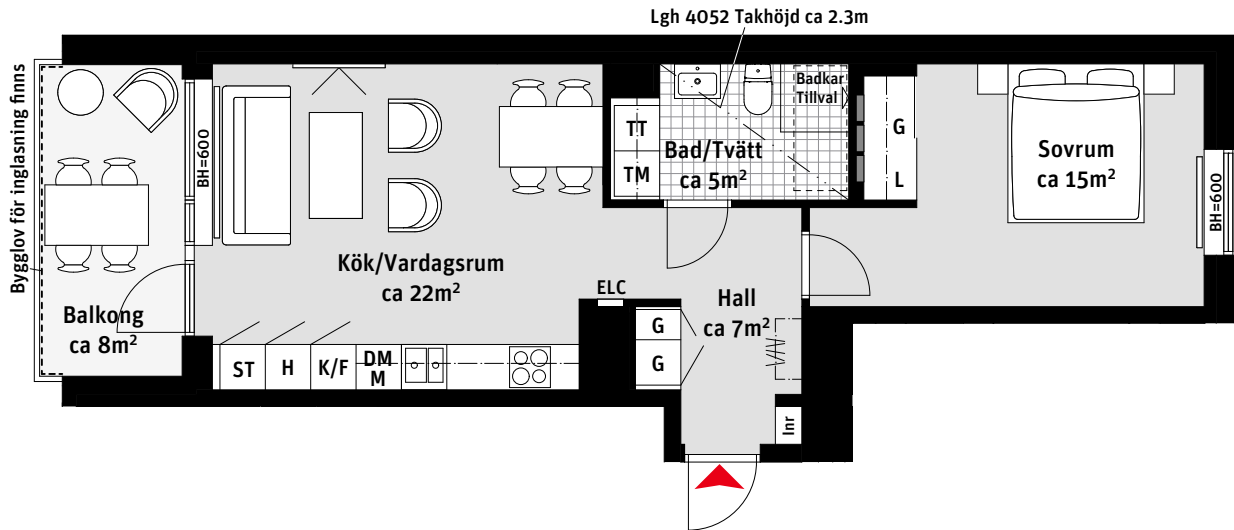 Lgh 4052 Takhöjd ca 2.3m
Bygglov för inglasning finns
BH=600
Balkong
ca 8m²
Kök/Vardagsrum
ca 22m²
ST
H
K/F
DM
M
ELC
TT
TM
Bad/Tvätt
ca 5m²
Badkar
Tillval
G
L
Sovrum
ca 15m²
BH=600
Hall
ca 7m²
G
G
Inr